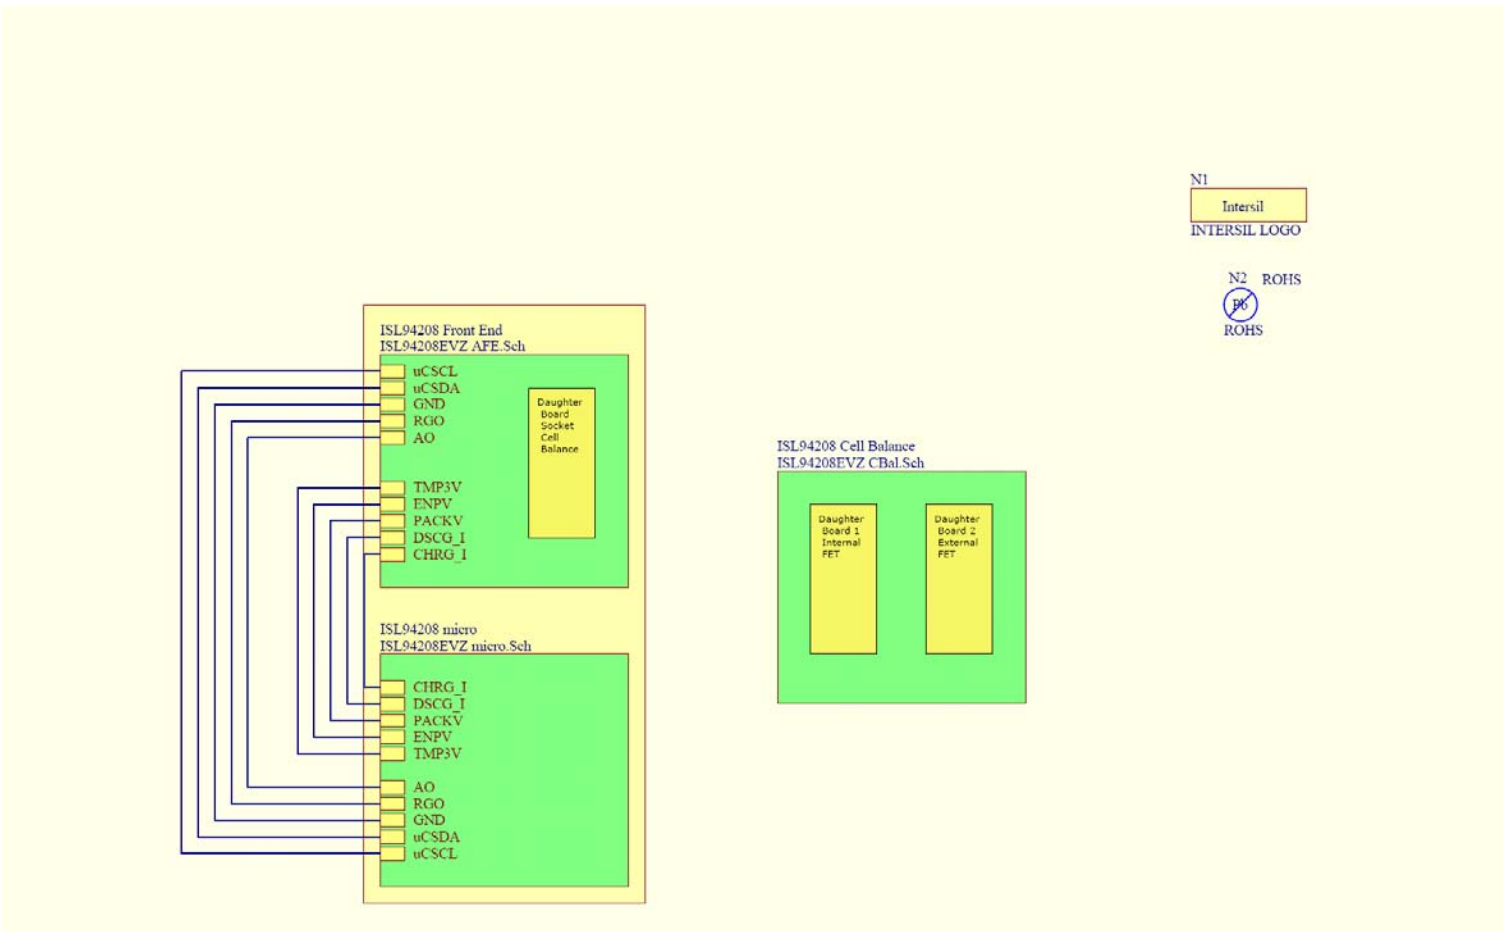 N1
Intersil
INTERSIL LOGO
N2 ROHS
Pb
ROHS
ISL94208 Front End
ISL94208EVZ AFE.Sch
uCSCL
uCSDA
GND
RGO
AO
TMP3V
ENPV
PACKV
DSCG_I
CHRG_I
Daughter
Board
Socket
Cell
Balance
ISL94208 micro
ISL94208EVZ micro.Sch
CHRG_I
DSCG_I
PACKV
ENPV
TMP3V
AO
RGO
GND
uCSDA
uCSCL
ISL94208 Cell Balance
ISL94208EVZ CBal.Sch
Daughter
Board 1
Internal
FET
Daughter
Board 2
External
FET